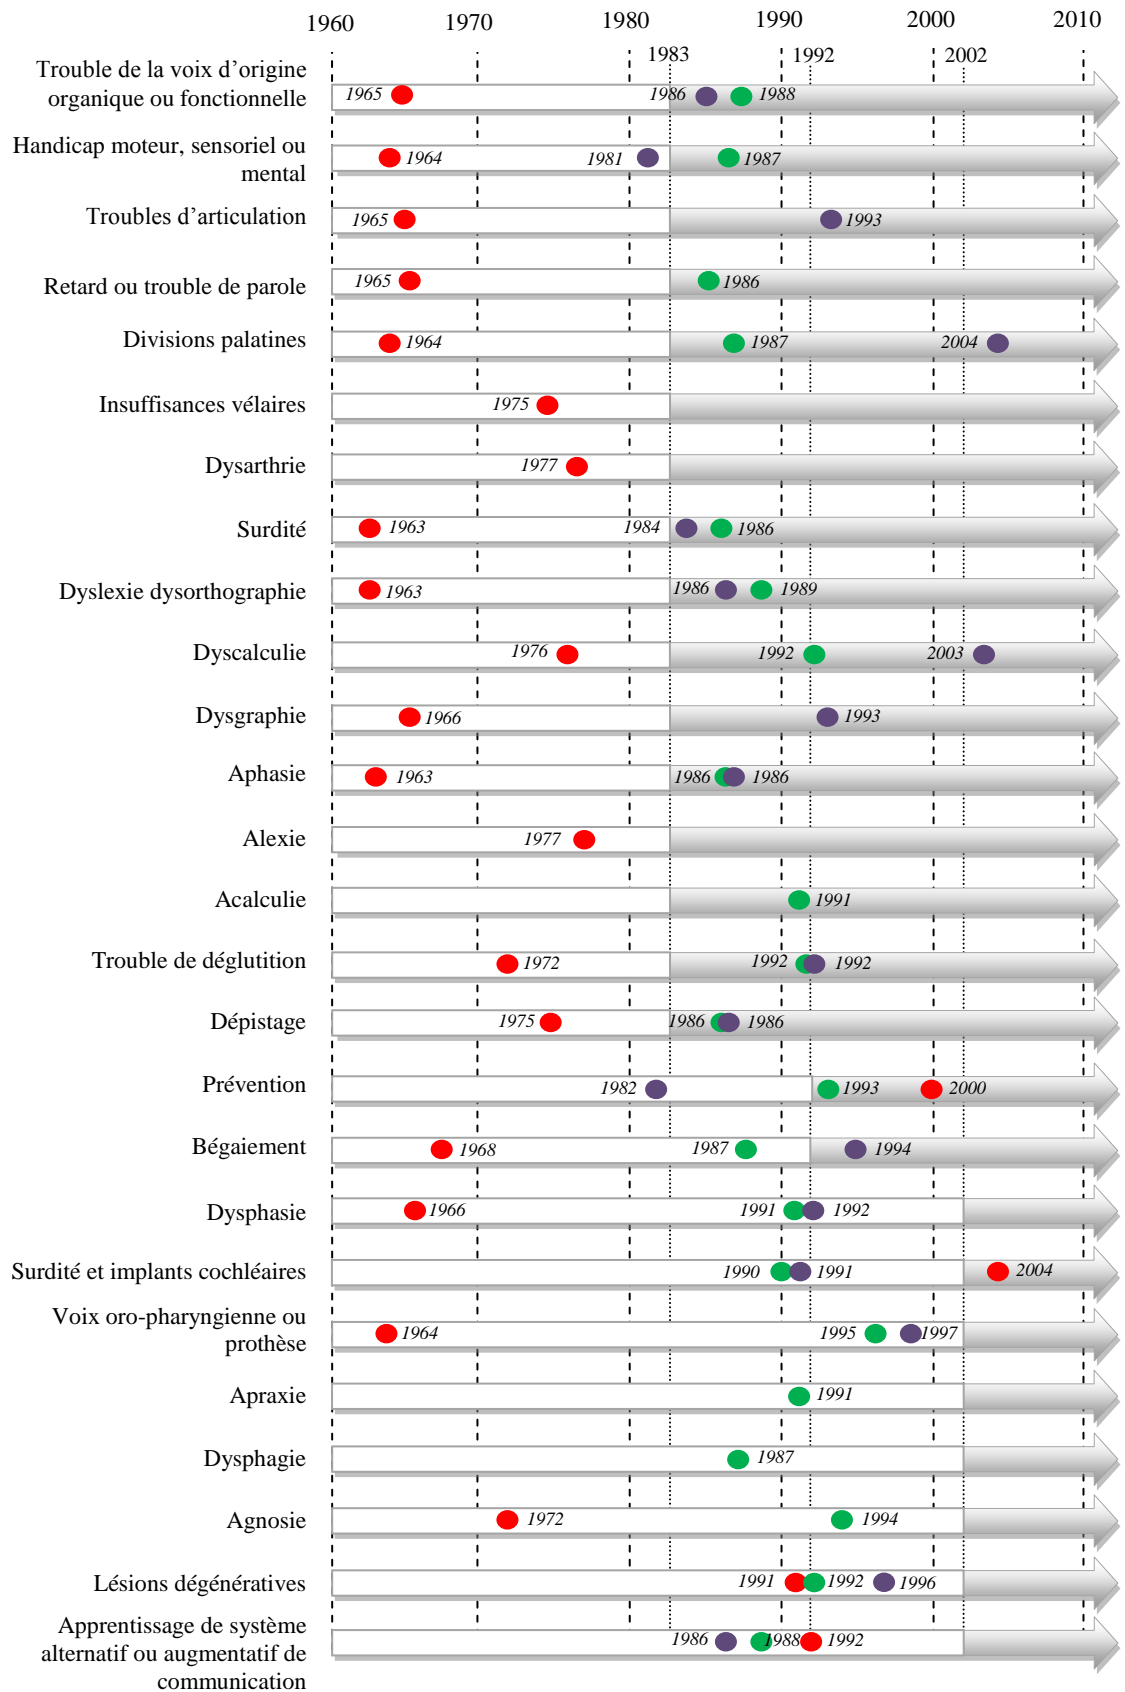 1960 1970 1980 1990 2000 2010
1983 1992 2002
Trouble de la voix d’origine
organique ou fonctionnelle
1965 1986 1988
Handicap moteur, sensoriel ou
mental
1964 1981 1987
Troubles d’articulation
1965 1993
Retard ou trouble de parole
1965 1986
Divisions palatines
1964 1987 2004
Insuffisances vélaires
1975
Dysarthrie
1977
Surdité
1963 1984 1986
Dyslexie dysorthographie
1963 1986 1989
Dyscalculie
1976 1992 2003
Dysgraphie
1966 1993
Aphasie
1963 1986 1986
Alexie
1977
Acalculie
1991
Trouble de déglutition
1972 1992 1992
Dépistage
1975 1986 1986
Prévention
1982 1993 2000
Bégaiement
1968 1987 1994
Dysphasie
1966 1991 1992
Surdité et implants cochléaires
1990 1991 2004
Voix oro-pharyngienne ou
prothèse
1964 1995 1997
Apraxie
1991
Dysphagie
1987
Agnosie
1972 1994
Lésions dégénératives
1991 1992 1996
Apprentissage de système
alternatif ou augmentatif de
communication
1986 1988 1992